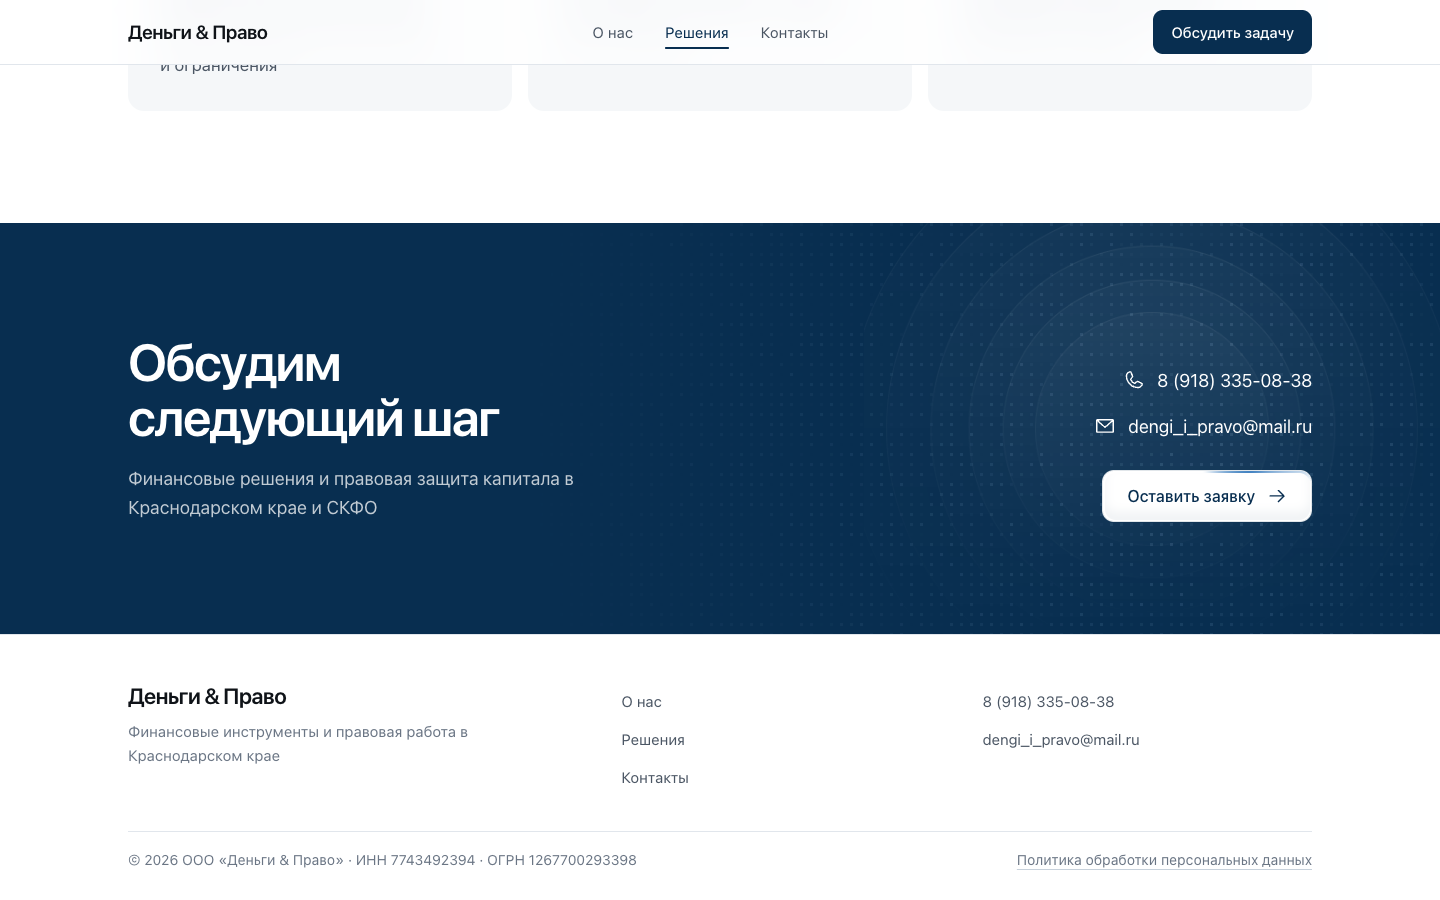 Деньги & Право
О нас
Решения
Контакты
Обсудить задачу
и ограничения
Обсудим
следующий шаг
Финансовые решения и правовая защита капитала в
Краснодарском крае и СКФО
8 (918) 335-08-38
dengi_i_pravo@mail.ru
Оставить заявку
Деньги & Право
Финансовые инструменты и правовая работа в
Краснодарском крае
О нас
Решения
Контакты
8 (918) 335-08-38
dengi_i_pravo@mail.ru
© 2026 ООО «Деньги & Право» · ИНН 7743492394 · ОГРН 1267700293398
Политика обработки персональных данных